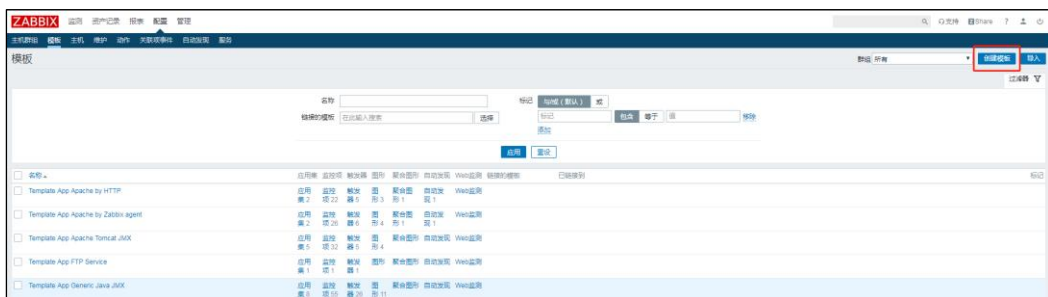 ZABBIX 监测 资产记录 报表 配置 管理 支持 Share ?
主机群组 模板 主机 维护 动作 关联项事件 自动发现 服务
模板 群组 所有 创建模板 导入
过滤器
名称 标记 与/或（默认） 或
链接的模板 在此输入搜索 选择 标记 包含 等于 值 移除
添加
应用 重设
名称 应用集 监控项 触发器 图形 聚合图形 自动发现 Web监测 链接的模板 已链接到 标记
Template App Apache by HTTP 应用集 2 监控项 22 触发器 5 图形 3 聚合图形 1 自动发现 1 Web监测
Template App Apache by Zabbix agent 应用集 2 监控项 26 触发器 6 图形 4 聚合图形 1 自动发现 1 Web监测
Template App Apache Tomcat JMX 应用集 5 监控项 32 触发器 5 图形 4 聚合图形 自动发现 Web监测
Template App FTP Service 应用集 1 监控项 1 触发器 1 图形 聚合图形 自动发现 Web监测
Template App Generic Java JMX 应用集 8 监控项 55 触发器 26 图形 11 聚合图形 自动发现 Web监测